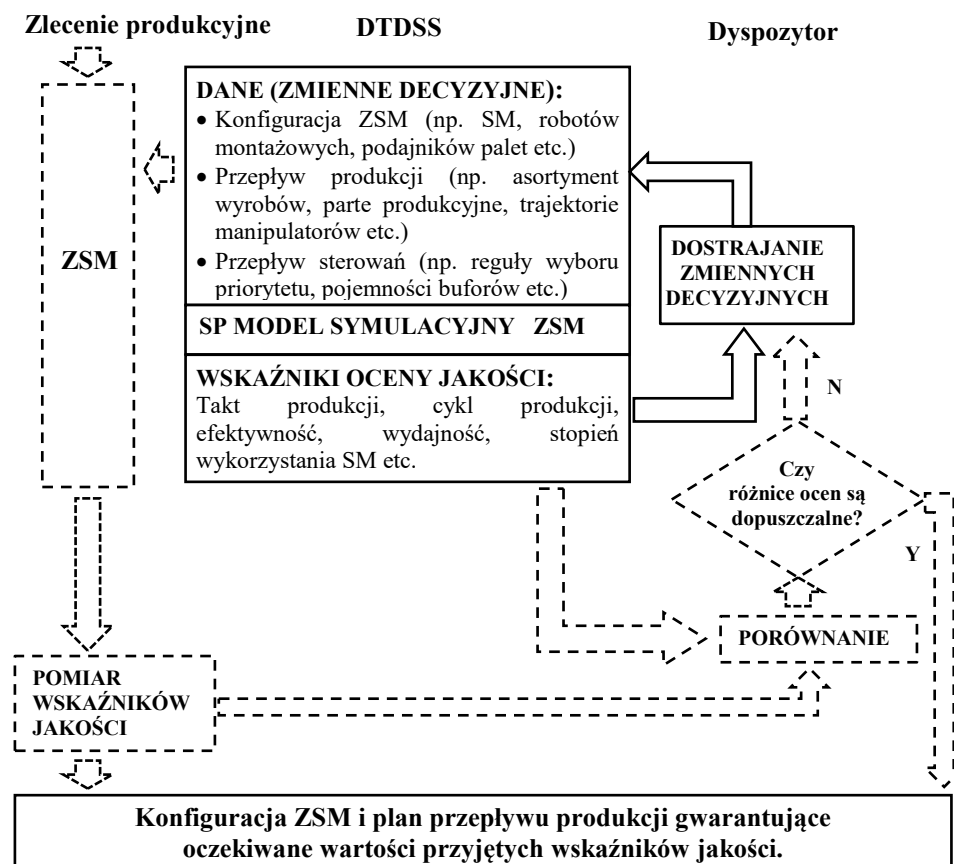 Zlecenie produkcyjne
DTDSS
Dyspozytor
DANE (ZMIENNE DECYZYJNE):
• Konfiguracja ZSM (np. SM, robotów
montażowych, podajników palet etc.)
• Przepływ produkcji (np. asortyment
wyrobów, parte produkcyjne, trajektorie
manipulatorów etc.)
• Przepływ sterowań (np. reguły wyboru
priorytetu, pojemności buforów etc.)
ZSM
SP MODEL SYMULACYJNY ZSM
WSKAŹNIKI OCENY JAKOŚCI:
Takt produkcji, cykl produkcji,
efektywność, wydajność, stopień
wykorzystania SM etc.
DOSTRAJANIE
ZMIENNYCH
DECYZYJNYCH
N
Czy
różnice ocen są
dopuszczalne?
Y
PORÓWNANIE
POMIAR
WSKAŹNIKÓW
JAKOŚCI
Konfiguracja ZSM i plan przepływu produkcji gwarantujące
oczekiwane wartości przyjętych wskaźników jakości.